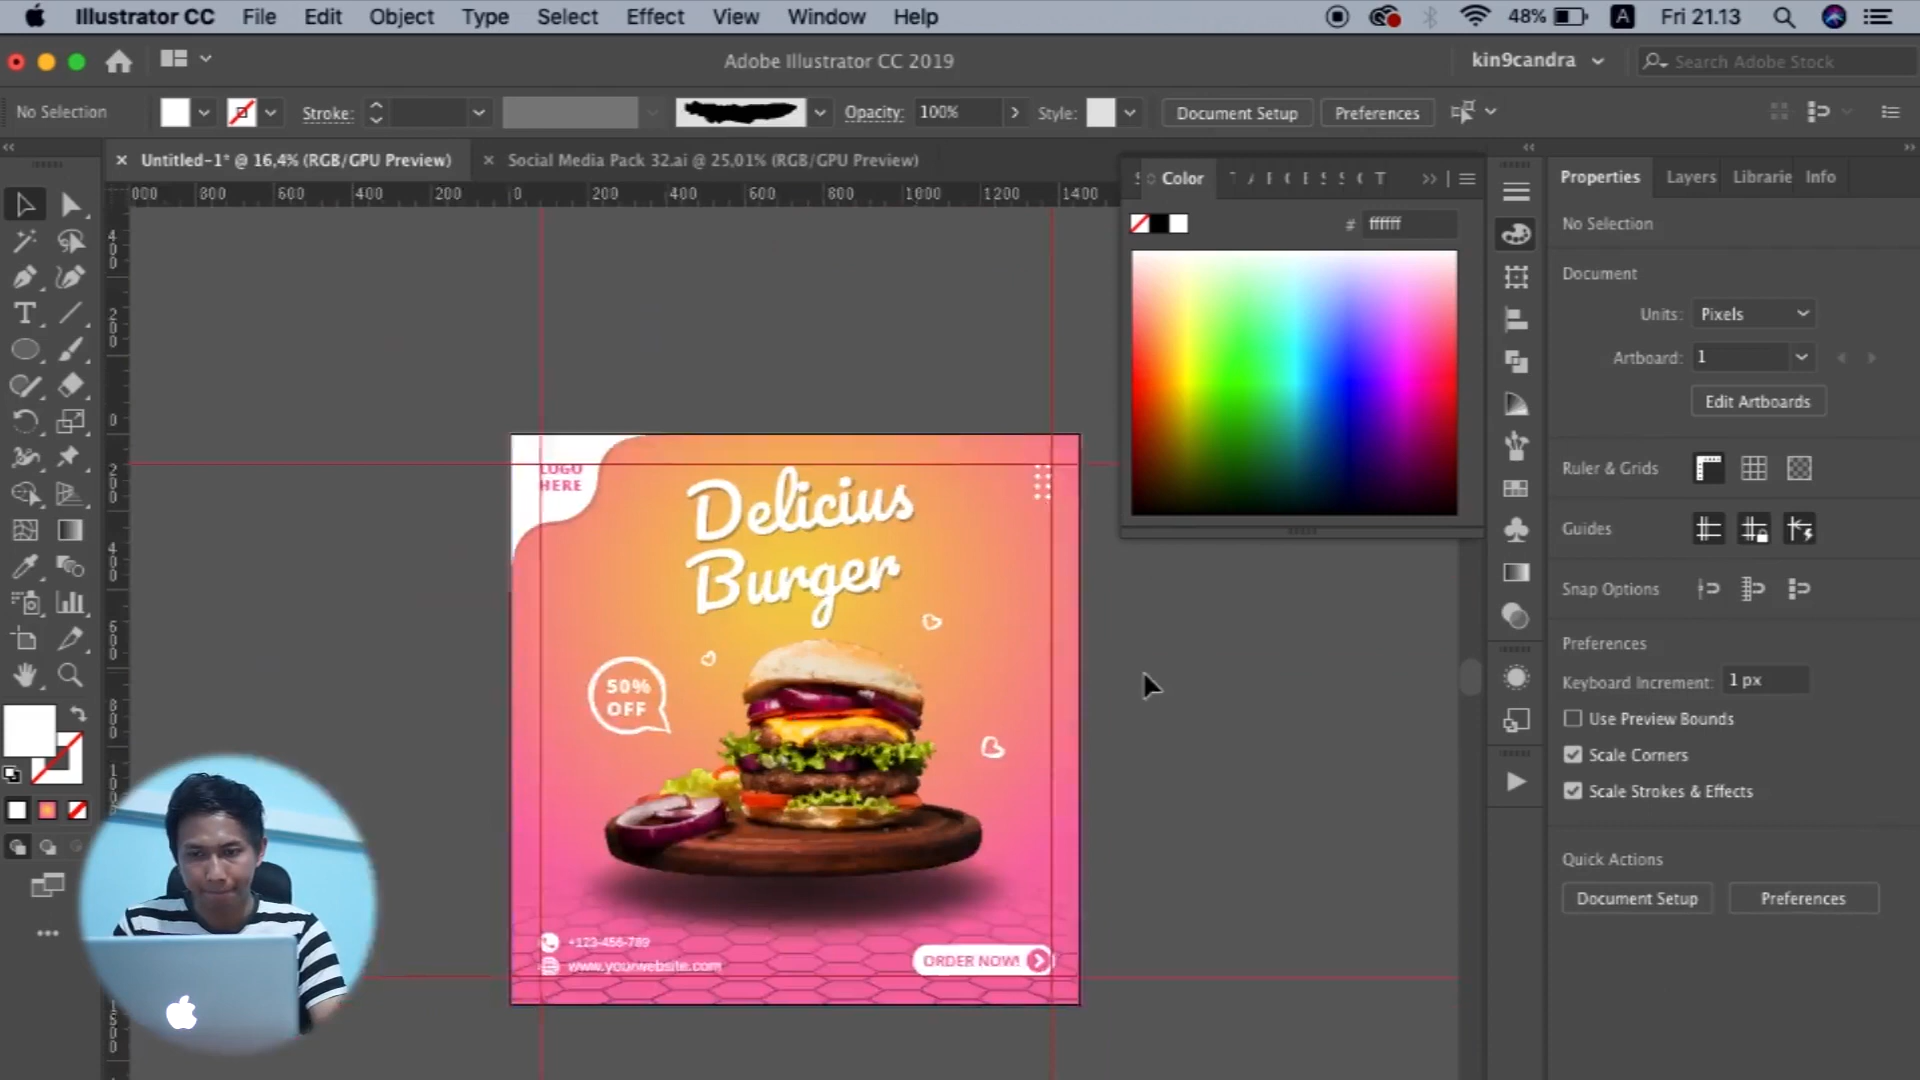 Illustrator CC File Edit Object Type Select Effect View Window Help 48% A Fri 21.13
Adobe Illustrator CC 2019 kin9candra Search Adobe Stock
No Selection Stroke: Opacity: 100% Style: Document Setup Preferences
Untitled-1* @ 16,4% (RGB/GPU Preview) Social Media Pack 32.ai @ 25,01% (RGB/GPU Preview)
000 800 600 400 200 0 200 400 600 800 1000 1200 1400
Color
# ffffff
Properties Layers Librarie Info
No Selection
Document
Units: Pixels
Artboard: 1
Edit Artboards
Ruler & Grids
Guides
Snap Options
Preferences
Keyboard Increment: 1 px
Use Preview Bounds
Scale Corners
Scale Strokes & Effects
Quick Actions
Document Setup Preferences
LOGO
HERE
Delicius
Burger
50%
OFF
+123-456-789
www.yourwebsite.com
ORDER NOW!